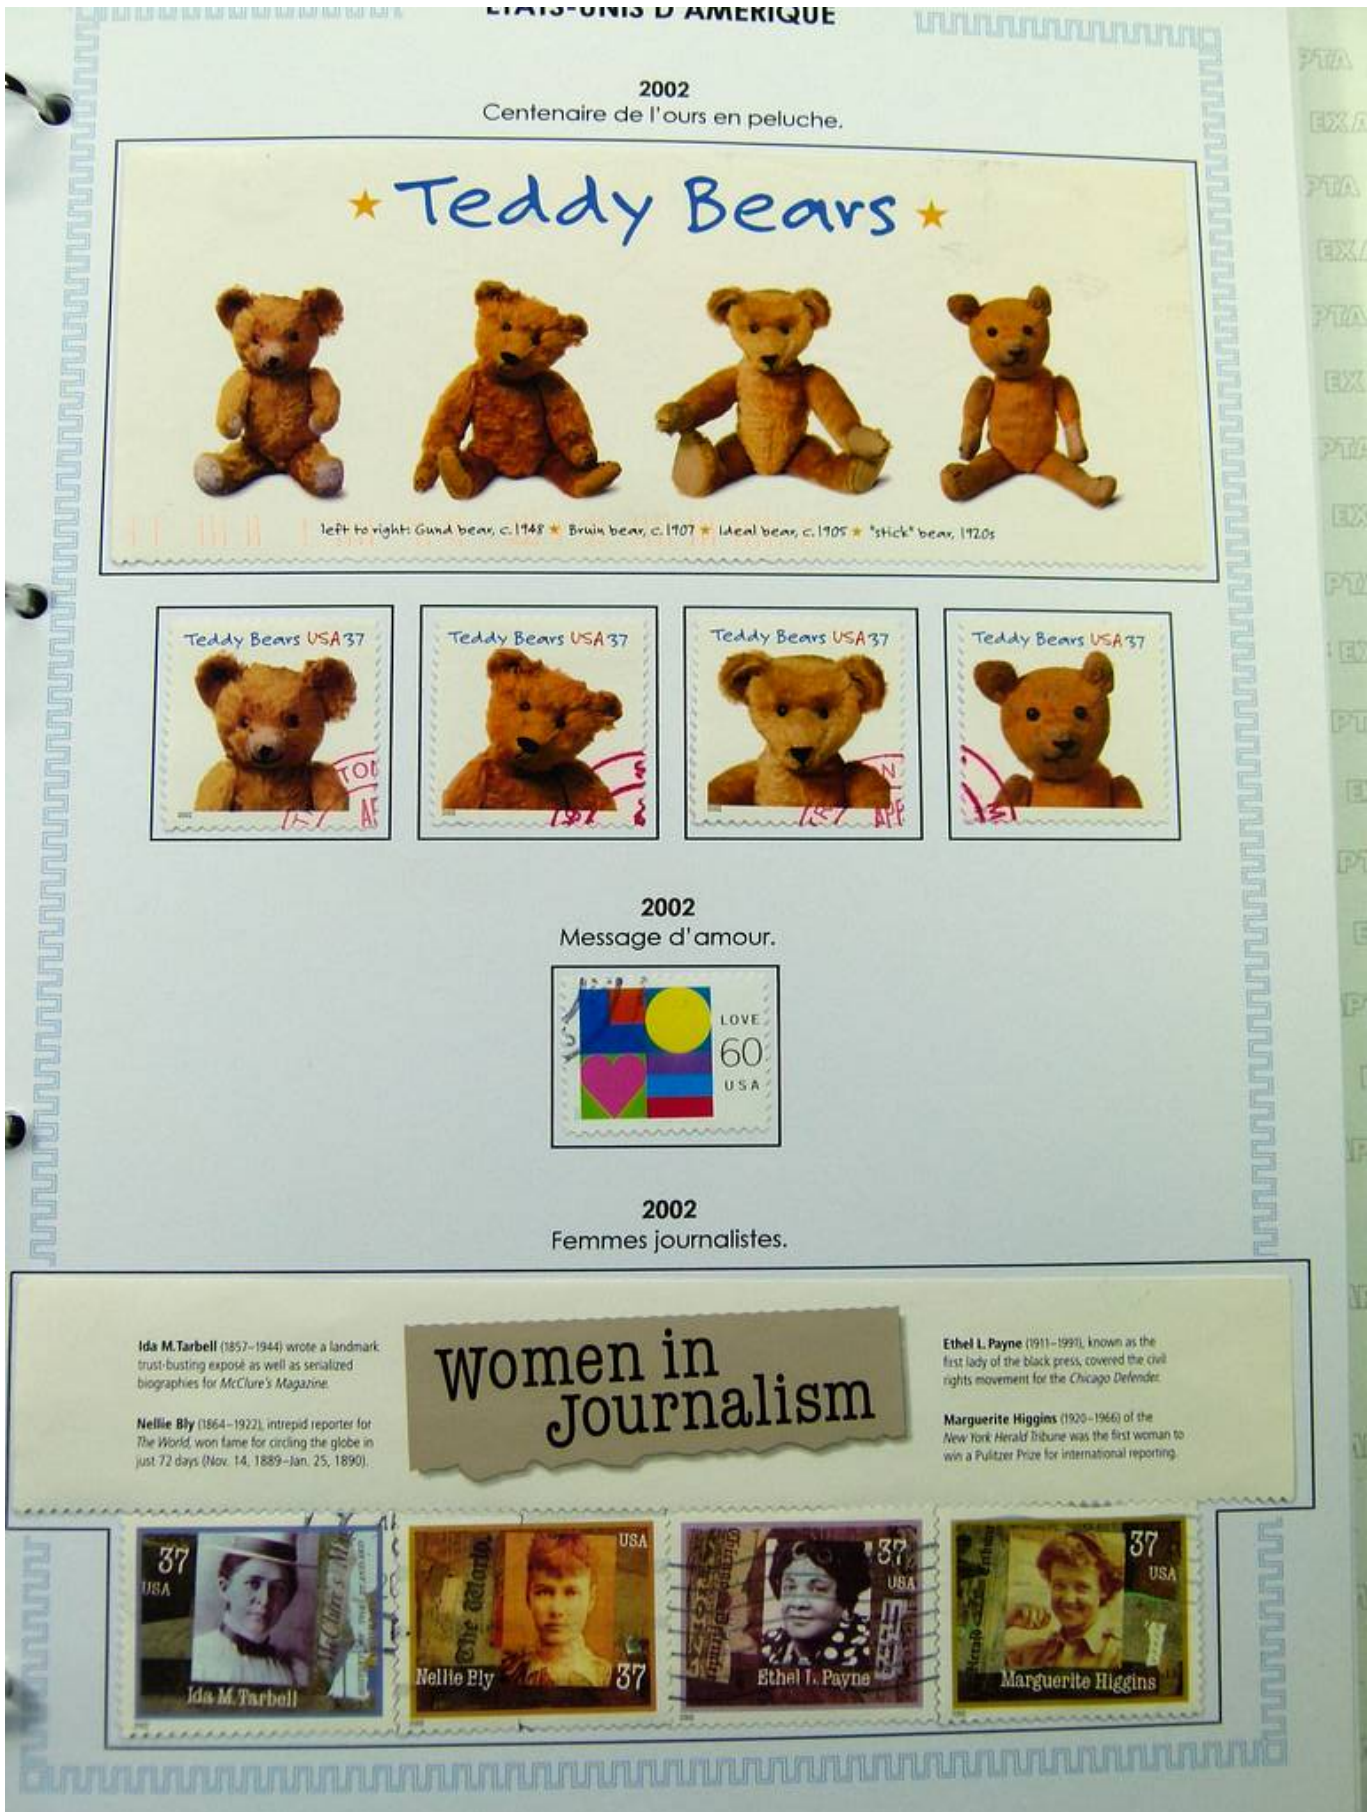 ÉTATS-UNIS D'AMÉRIQUE
2002
Centenaire de l'ours en peluche.
Teddy Bears
left to right: Gund bear, c.1948 ★ Bruin bear, c.1907 ★ Ideal bear, c.1905 ★ "stick" bear, 1920s
Teddy Bears USA 37
Teddy Bears USA 37
Teddy Bears USA 37
Teddy Bears USA 37
2002
Message d'amour.
LOVE
60
USA
2002
Femmes journalistes.
Ida M. Tarbell (1857–1944) wrote a landmark
trust-busting exposé as well as serialized
biographies for McClure's Magazine.
Nellie Bly (1864–1922), intrepid reporter for
The World, won fame for circling the globe in
just 72 days (Nov. 14, 1889–Jan. 25, 1890).
Women in
Journalism
Ethel L. Payne (1911–1991), known as the
first lady of the black press, covered the civil
rights movement for the Chicago Defender.
Marguerite Higgins (1920–1966) of the
New York Herald Tribune was the first woman to
win a Pulitzer Prize for international reporting.
37
USA
McClure's
Ida M. Tarbell
USA
The World
Nellie Bly
37
37
USA
Ethel L. Payne
37
USA
Marguerite Higgins